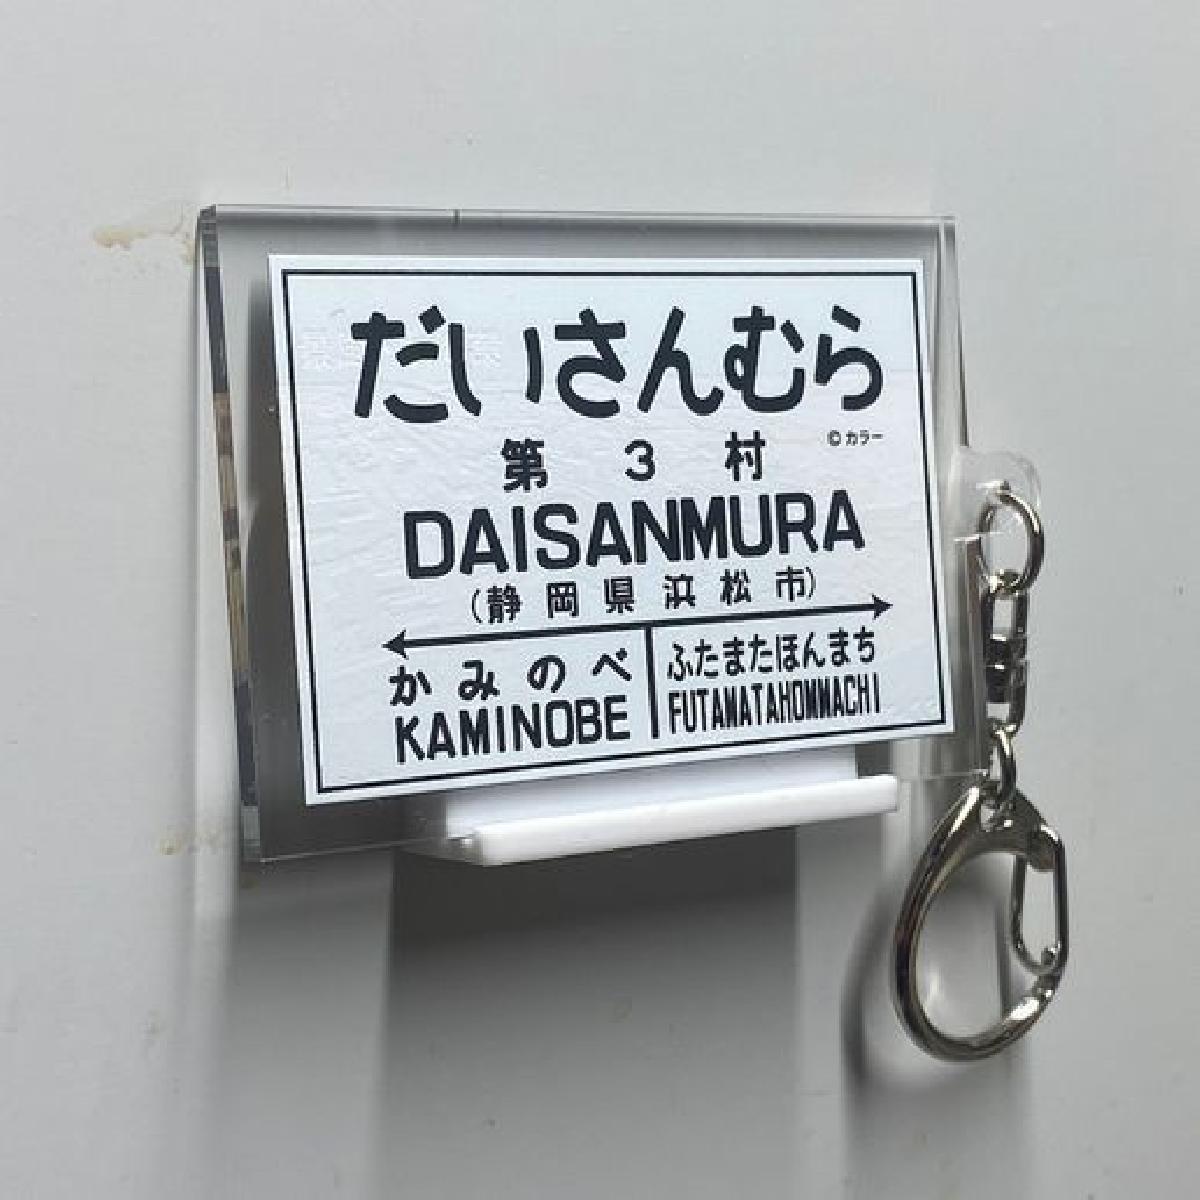 だいさんむら
第3村
©カラー
DAISANMURA
(静岡県浜松市)
かみのべ
KAMINOBE
ふたまたほんまち
FUTAMATAHOMMACHI